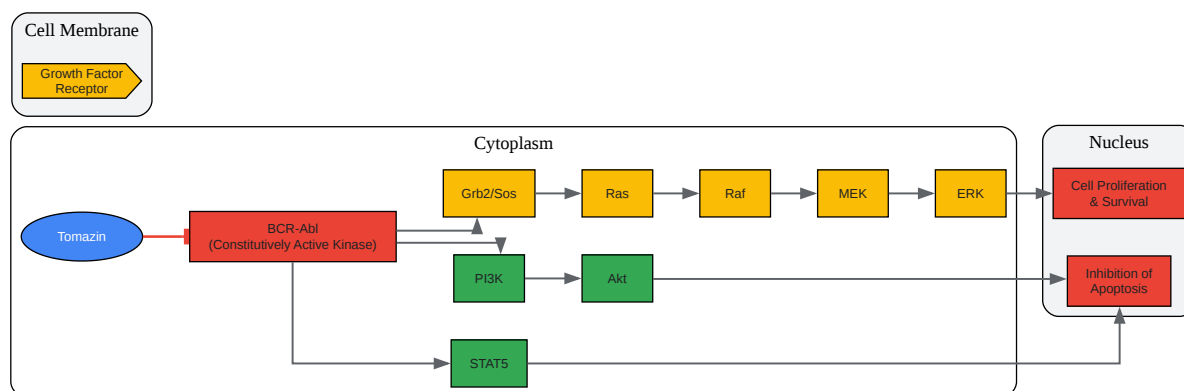 Cell Membrane
Growth Factor
Receptor
Cytoplasm
Nucleus
Grb2/Sos
Ras
Raf
MEK
ERK
Cell Proliferation
& Survival
Tomazin
BCR-Abl
(Constitutively Active Kinase)
PI3K
Akt
Inhibition of
Apoptosis
STAT5